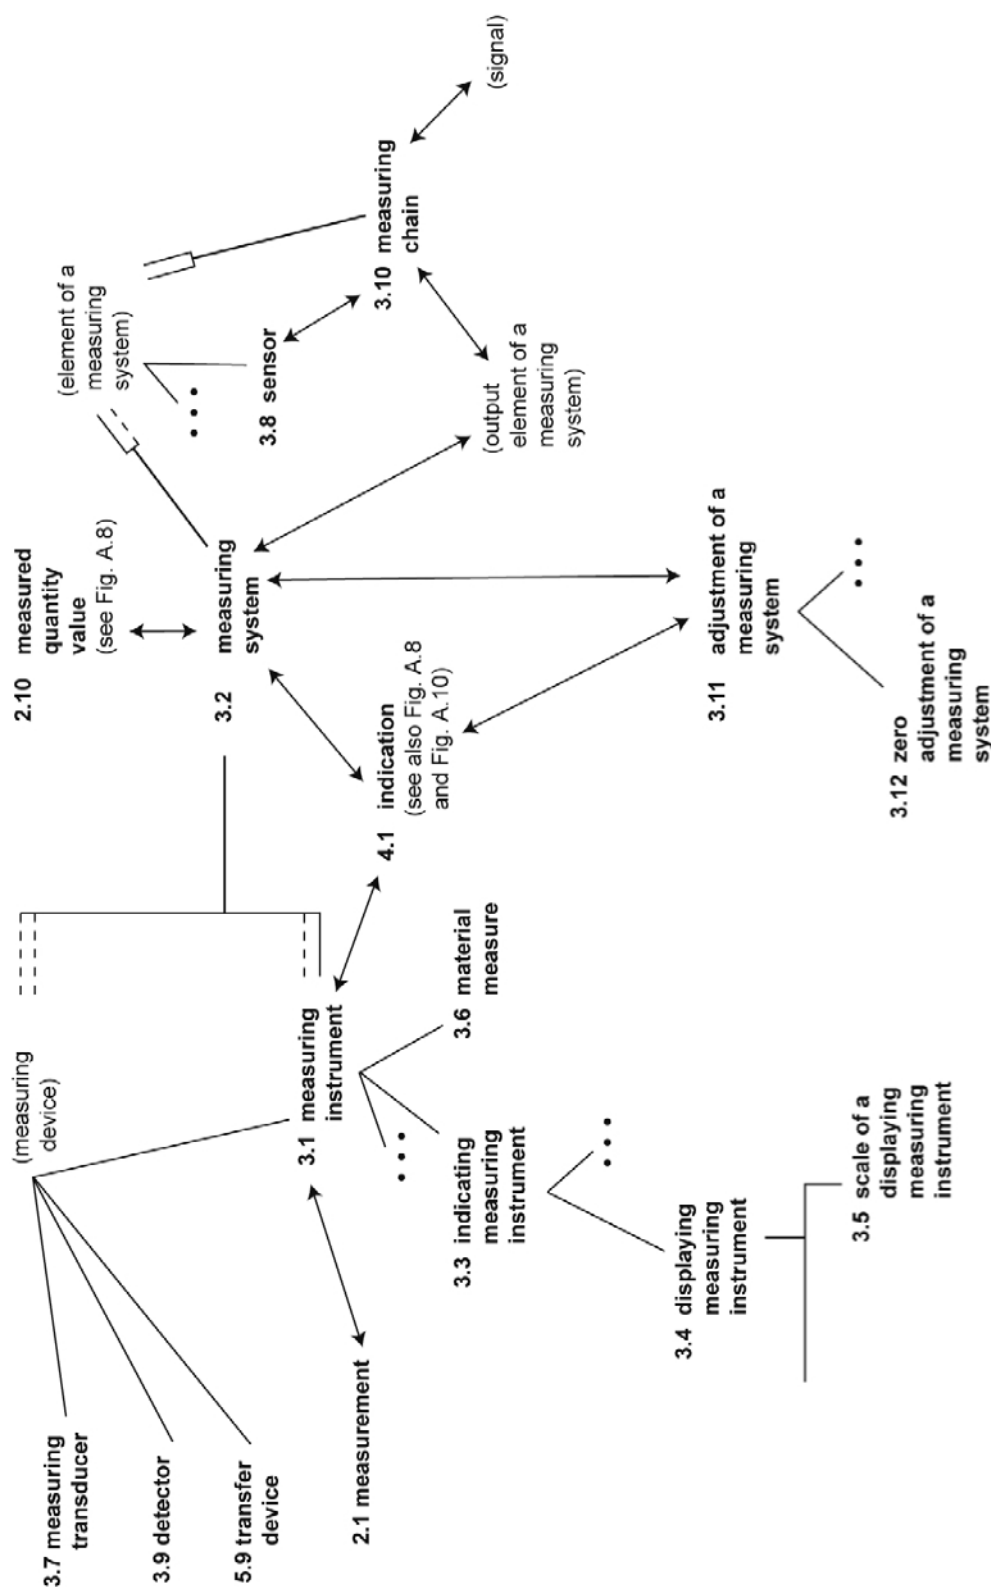 (measuring
device)
2.10 measured
quantity
value
(see Fig. A.8)
(element of a
measuring
system)
3.7 measuring
transducer
3.9 detector
5.9 transfer
device
3.2 measuring
system
3.8 sensor
• • •
3.1 measuring
instrument
2.1 measurement
4.1 indication
(see also Fig. A.8
and Fig. A.10)
3.10 measuring
chain
(signal)
• • •
3.3 indicating
measuring
instrument
3.6 material
measure
(output
element of a
measuring
system)
• • •
3.4 displaying
measuring
instrument
3.11 adjustment of a
measuring
system
3.5 scale of a
displaying
measuring
instrument
• • •
3.12 zero
adjustment of a
measuring
system